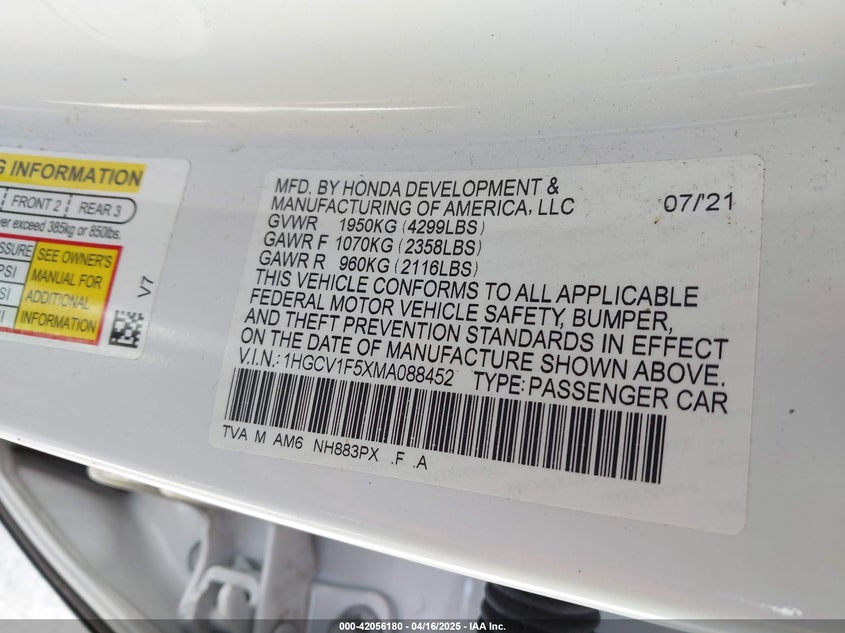 G INFORMATION
FRONT 2 REAR 3
ver exceed 385kg or 850lbs.
SSURE
PSI
SI
SEE OWNER'S
MANUAL FOR
ADDITIONAL
INFORMATION
V7
MFD. BY HONDA DEVELOPMENT &
MANUFACTURING OF AMERICA, LLC 07/'21
GVWR 1950KG (4299LBS)
GAWR F 1070KG (2358LBS)
GAWR R 960KG (2116LBS)
THIS VEHICLE CONFORMS TO ALL APPLICABLE
FEDERAL MOTOR VEHICLE SAFETY, BUMPER,
AND THEFT PREVENTION STANDARDS IN EFFECT
ON THE DATE OF MANUFACTURE SHOWN ABOVE.
V.I.N.: 1HGCV1F5XMA088452 TYPE: PASSENGER CAR
TVA M AM6 NH883PX .F .A
000-42056180 - 04/16/2025 - IAA Inc.